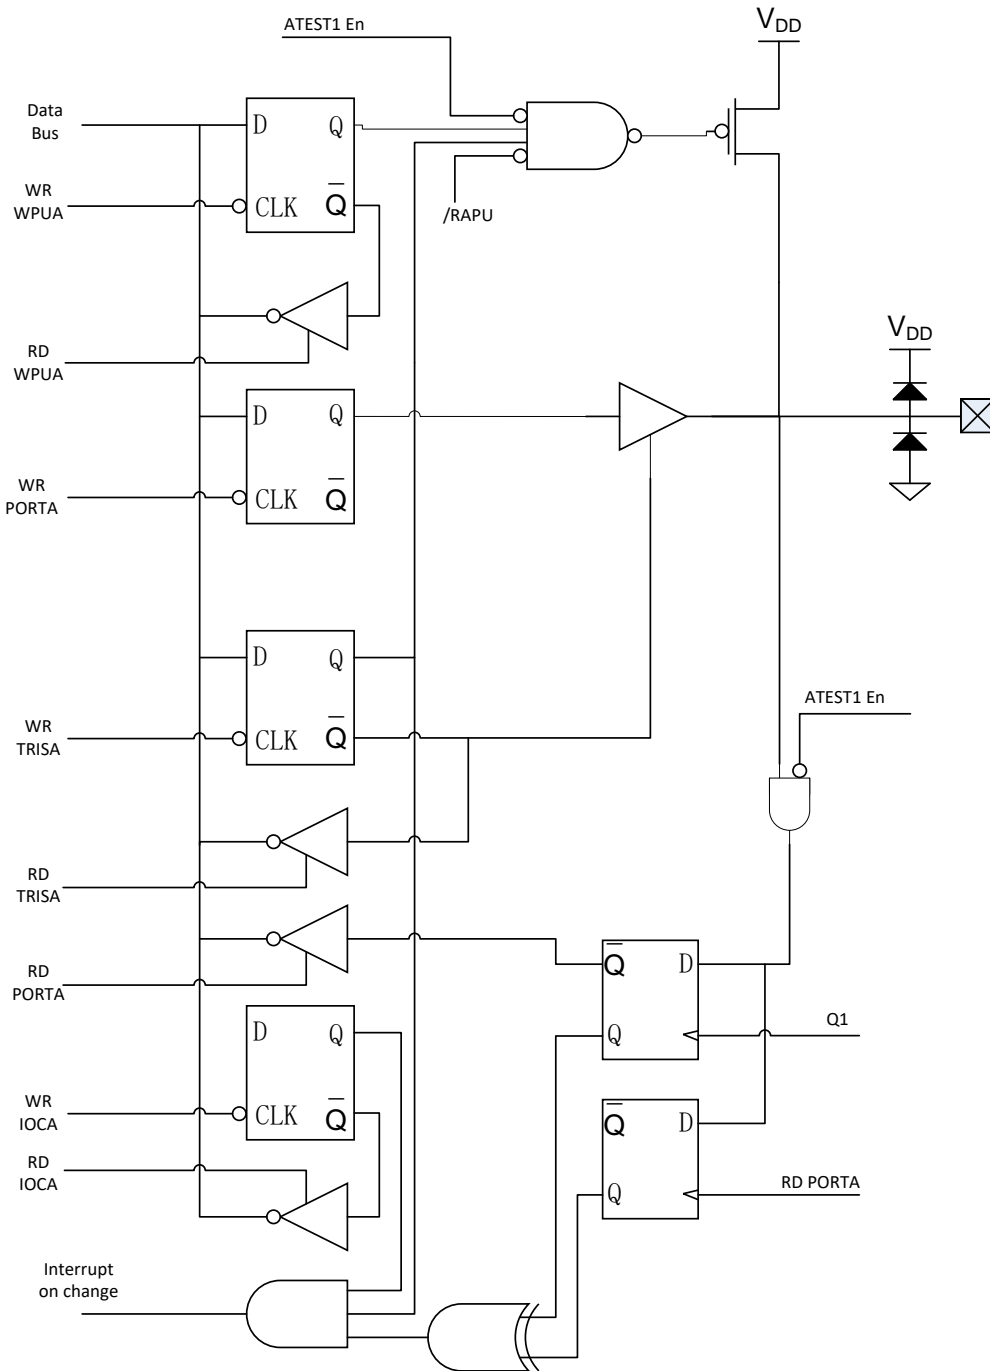 ATEST1 En
VDD
Data
Bus
D
Q
WR
WPUA
CLK
Q
/RAPU
RD
WPUA
VDD
D
Q
WR
PORTA
CLK
Q
D
Q
WR
TRISA
CLK
Q
ATEST1 En
RD
TRISA
RD
PORTA
Q
D
Q
Q1
D
Q
WR
IOCA
CLK
Q
RD
IOCA
Q
D
Q
RD PORTA
Interrupt
on change